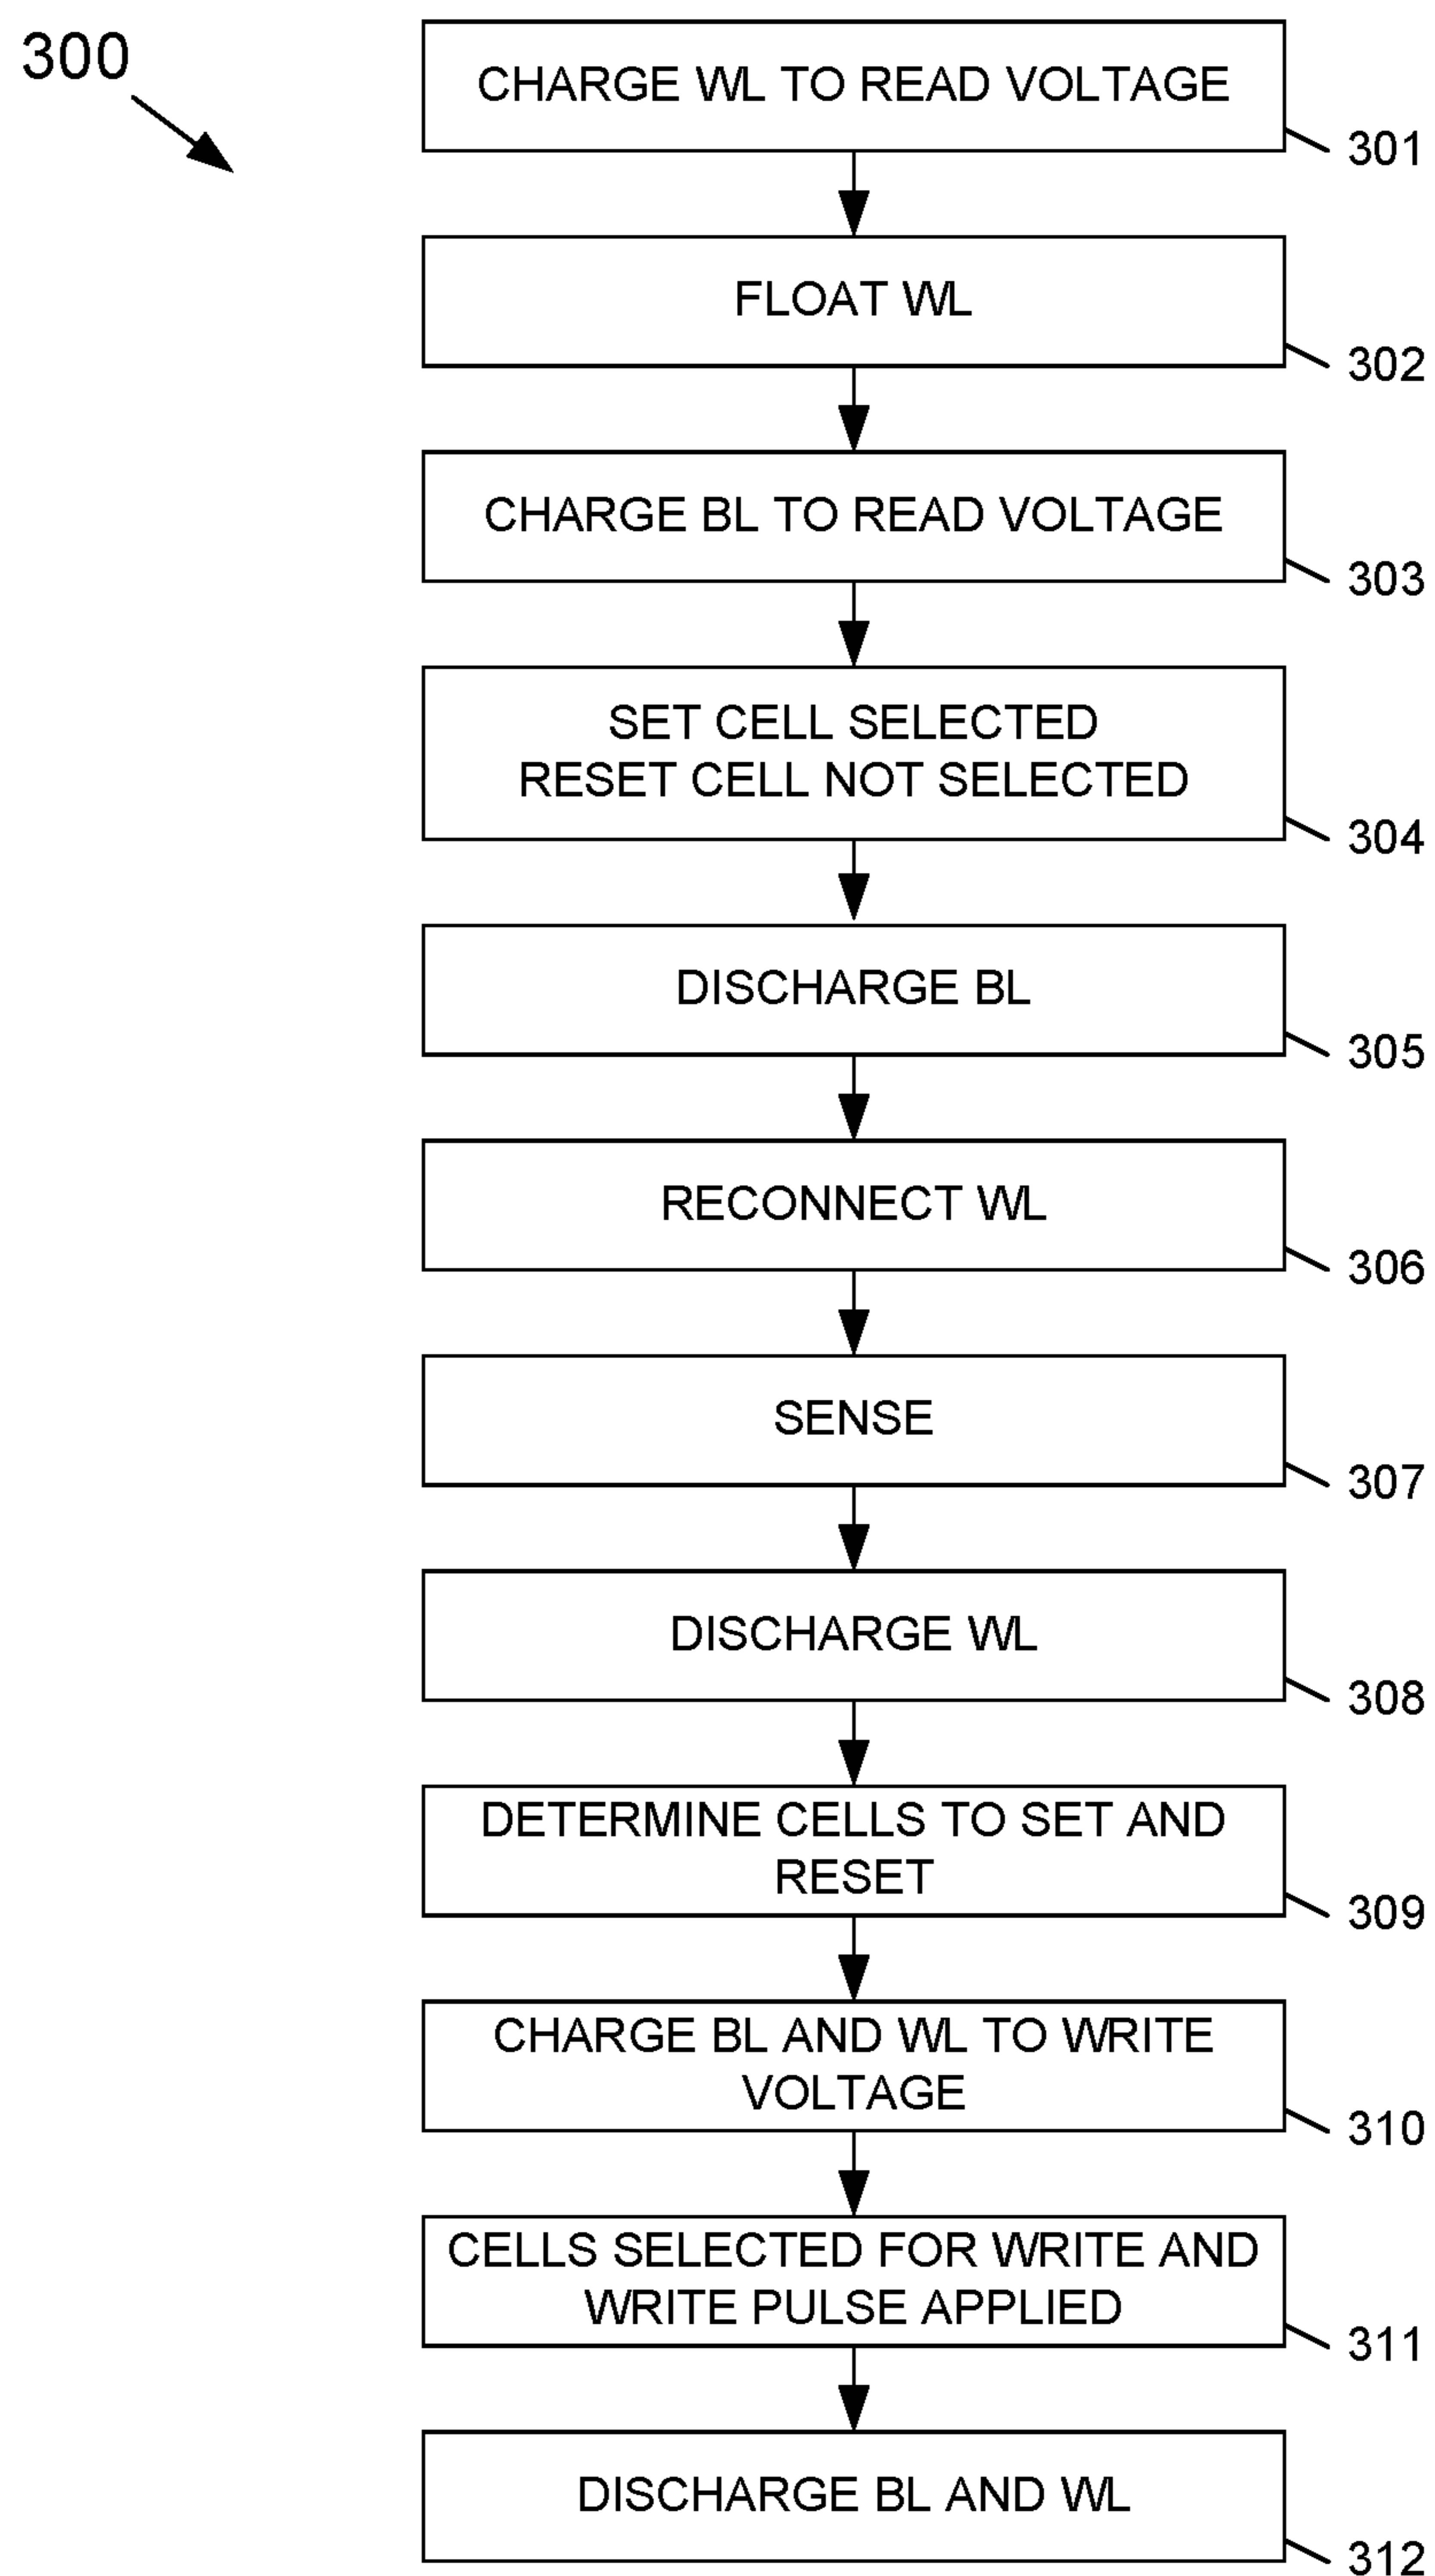 300
CHARGE WL TO READ VOLTAGE
301
FLOAT WL
302
CHARGE BL TO READ VOLTAGE
303
SET CELL SELECTED
RESET CELL NOT SELECTED
304
DISCHARGE BL
305
RECONNECT WL
306
SENSE
307
DISCHARGE WL
308
DETERMINE CELLS TO SET AND
RESET
309
CHARGE BL AND WL TO WRITE
VOLTAGE
310
CELLS SELECTED FOR WRITE AND
WRITE PULSE APPLIED
311
DISCHARGE BL AND WL
312